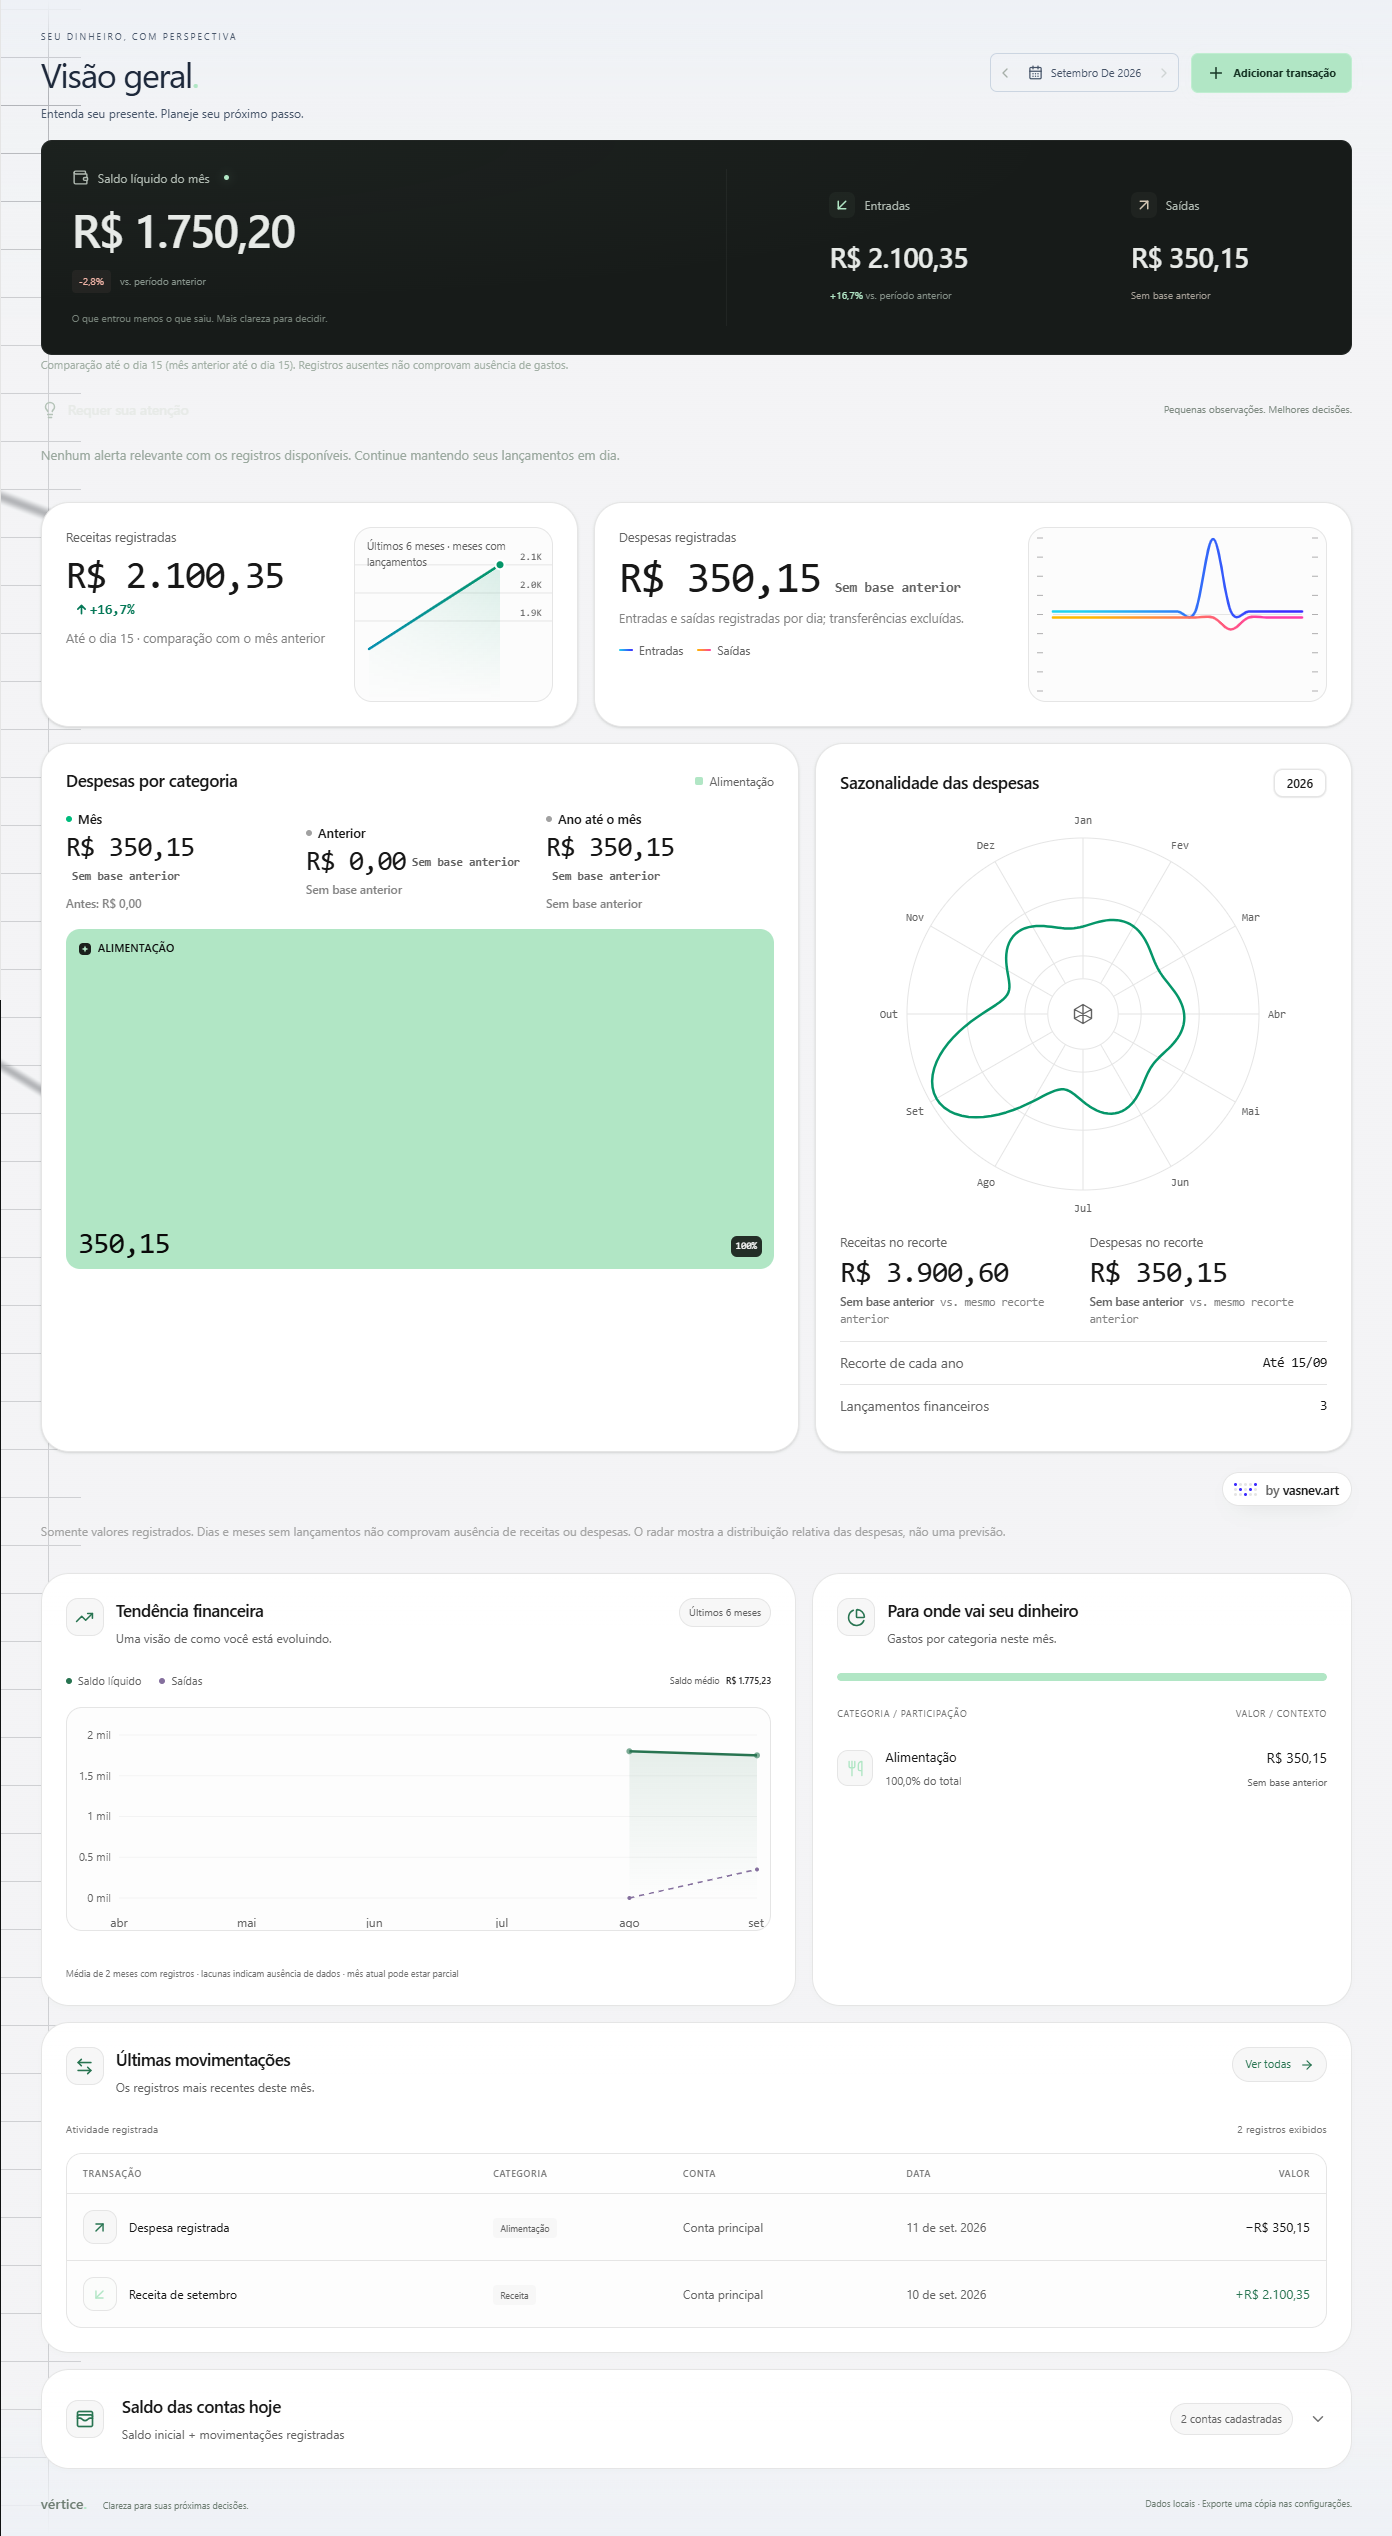 SEU DINHEIRO, COM PERSPECTIVA
Visão geral.
Entenda seu presente. Planeje seu próximo passo.
Setembro De 2026
Adicionar transação
Saldo líquido do mês
R$ 1.750,20
-2,8% vs. período anterior
O que entrou menos o que saiu. Mais clareza para decidir.
Entradas
R$ 2.100,35
+16,7% vs. período anterior
Saídas
R$ 350,15
Sem base anterior
Comparação até o dia 15 (mês anterior até o dia 15). Registros ausentes não comprovam ausência de gastos.
Requer sua atenção
Pequenas observações. Melhores decisões.
Nenhum alerta relevante com os registros disponíveis. Continue mantendo seus lançamentos em dia.
Receitas registradas
R$ 2.100,35
+16,7%
Até o dia 15 · comparação com o mês anterior
Últimos 6 meses · meses com
lançamentos
2.1K
2.0K
1.9K
Despesas registradas
R$ 350,15 Sem base anterior
Entradas e saídas registradas por dia; transferências excluídas.
Entradas Saídas
Despesas por categoria
Alimentação
Mês
R$ 350,15
Sem base anterior
Antes: R$ 0,00
Anterior
R$ 0,00 Sem base anterior
Sem base anterior
Ano até o mês
R$ 350,15
Sem base anterior
Sem base anterior
ALIMENTAÇÃO
350,15
100%
Sazonalidade das despesas
2026
Jan
Fev
Mar
Abr
Mai
Jun
Jul
Ago
Set
Out
Nov
Dez
Receitas no recorte
R$ 3.900,60
Sem base anterior vs. mesmo recorte
anterior
Despesas no recorte
R$ 350,15
Sem base anterior vs. mesmo recorte
anterior
Recorte de cada ano Até 15/09
Lançamentos financeiros 3
by vasnev.art
Somente valores registrados. Dias e meses sem lançamentos não comprovam ausência de receitas ou despesas. O radar mostra a distribuição relativa das despesas, não uma previsão.
Tendência financeira
Uma visão de como você está evoluindo.
Últimos 6 meses
Saldo líquido Saídas
Saldo médio R$ 1.775,23
2 mil
1.5 mil
1 mil
0.5 mil
0 mil
abr mai jun jul ago set
Média de 2 meses com registros · lacunas indicam ausência de dados · mês atual pode estar parcial
Para onde vai seu dinheiro
Gastos por categoria neste mês.
CATEGORIA / PARTICIPAÇÃO VALOR / CONTEXTO
Alimentação R$ 350,15
100,0% do total Sem base anterior
Últimas movimentações
Os registros mais recentes deste mês.
Ver todas
Atividade registrada 2 registros exibidos
TRANSAÇÃO CATEGORIA CONTA DATA VALOR
Despesa registrada Alimentação Conta principal 11 de set. 2026 −R$ 350,15
Receita de setembro Receita Conta principal 10 de set. 2026 +R$ 2.100,35
Saldo das contas hoje
Saldo inicial + movimentações registradas
2 contas cadastradas
vértice. Clareza para suas próximas decisões.
Dados locais · Exporte uma cópia nas configurações.